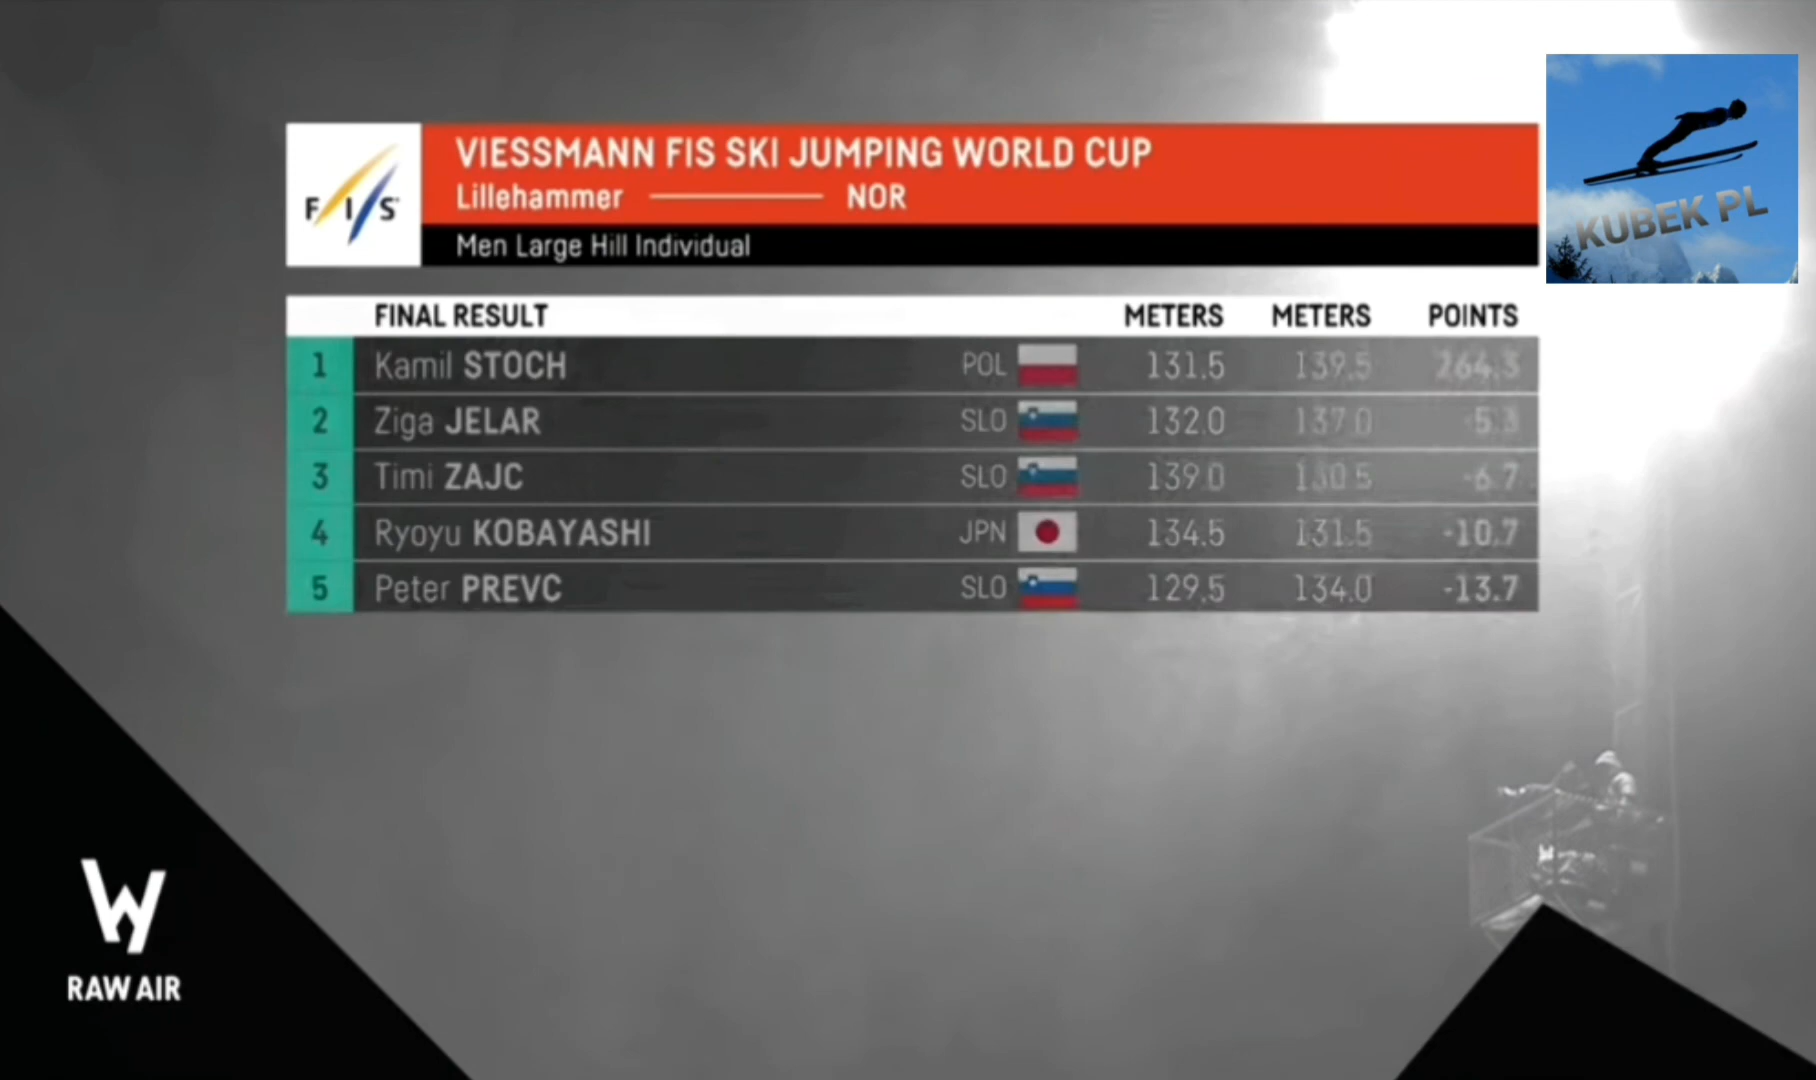 FIS
VIESSMANN FIS SKI JUMPING WORLD CUP
Lillehammer NOR
Men Large Hill Individual
KUBEK PL
FINAL RESULT METERS METERS POINTS
1 Kamil STOCH POL 131.5 139.5 264.3
2 Ziga JELAR SLO 132.0 137.0 -5.3
3 Timi ZAJC SLO 139.0 130.5 -6.7
4 Ryoyu KOBAYASHI JPN 134.5 131.5 -10.7
5 Peter PREVC SLO 129.5 134.0 -13.7
RAW AIR